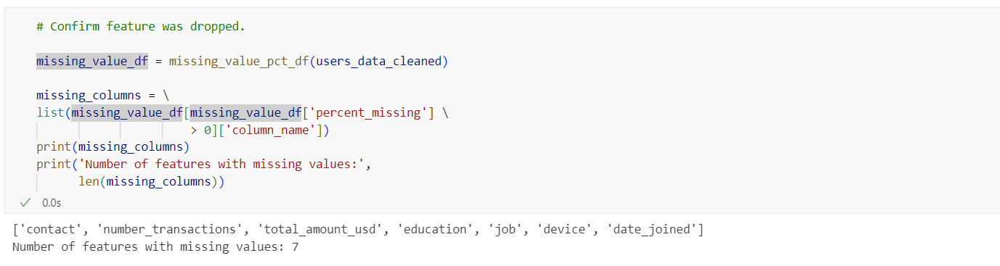 # Confirm feature was dropped.
missing_value_df = missing_value_pct_df(users_data_cleaned)
missing_columns = \
list(missing_value_df[missing_value_df['percent_missing'] \
> 0]['column_name'])
print(missing_columns)
print('Number of features with missing values:',
len(missing_columns))
0.0s
['contact', 'number_transactions', 'total_amount_usd', 'education', 'job', 'device', 'date_joined']
Number of features with missing values: 7